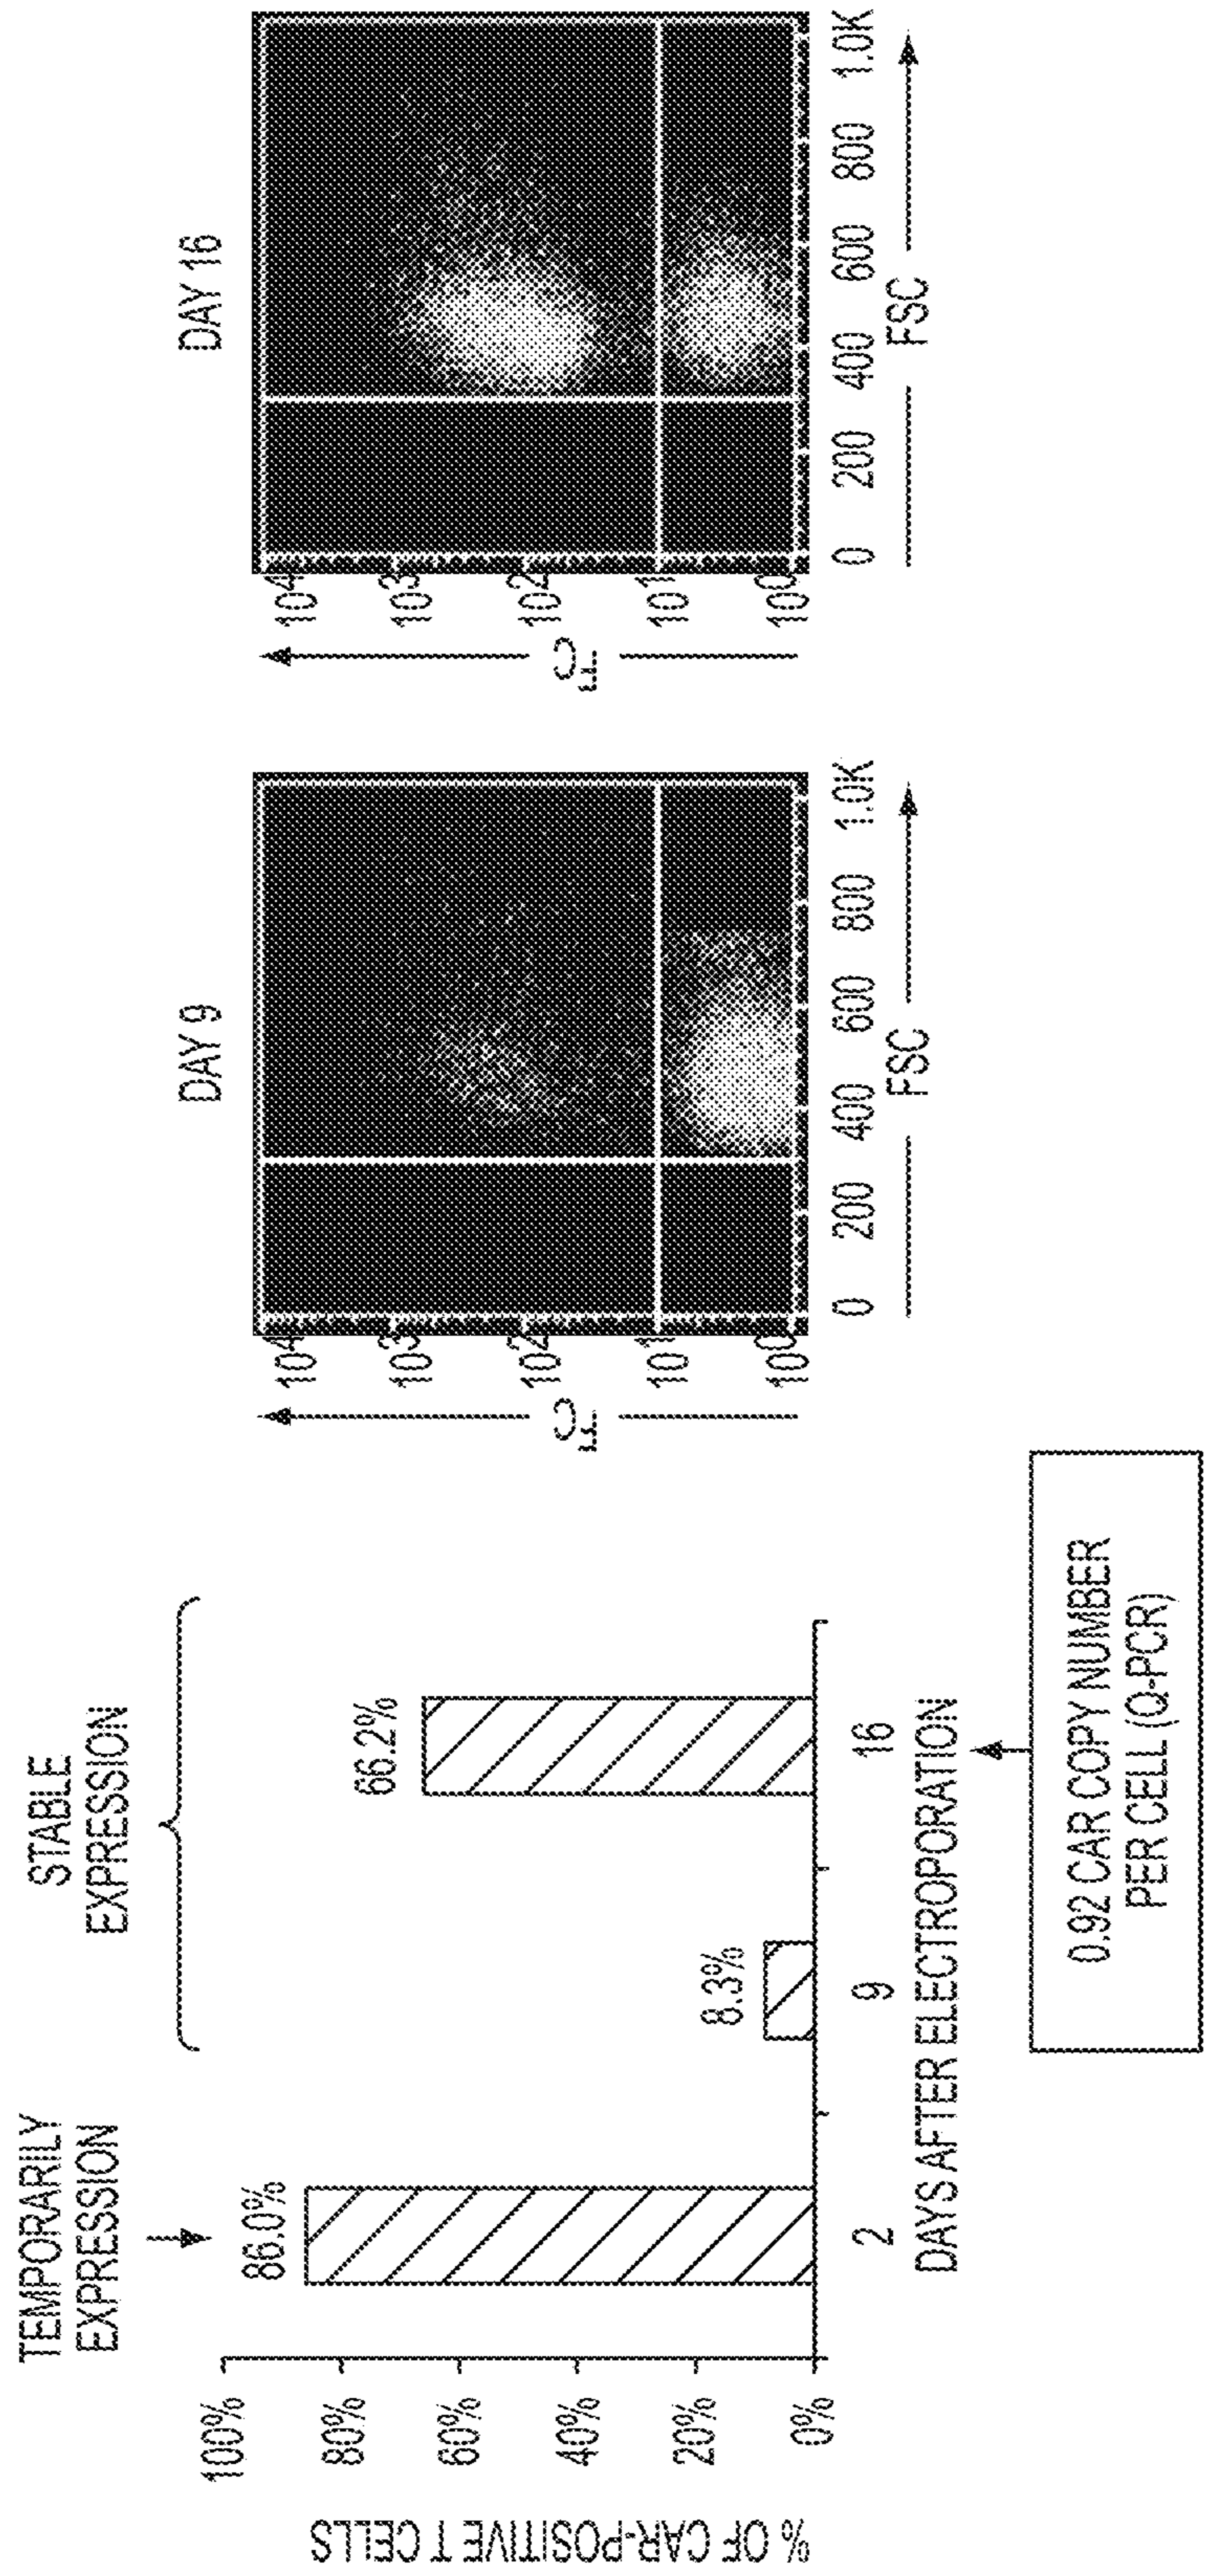 TEMPORARILY
EXPRESSION
STABLE
EXPRESSION
% OF CAR-POSITIVE T CELLS
100%
80%
60%
40%
20%
0%
86.0%
8.3%
66.2%
2
9
16
DAYS AFTER ELECTROPORATION
0.92 CAR COPY NUMBER
PER CELL (Q-PCR)
DAY 9
FC
10⁴
10³
10²
10¹
10⁰
0 200 400 600 800 1.0K
FSC
DAY 16
FC
10⁴
10³
10²
10¹
10⁰
0 200 400 600 800 1.0K
FSC